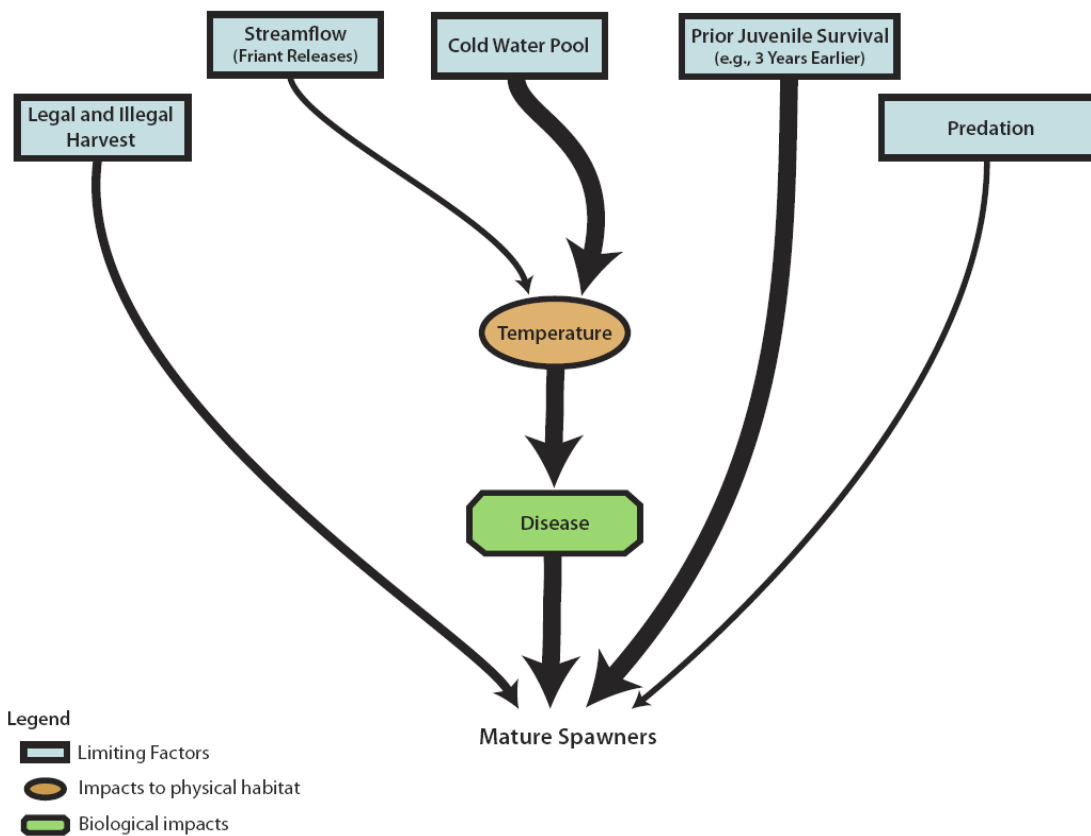 Streamflow
(Friant Releases)
Cold Water Pool
Prior Juvenile Survival
(e.g., 3 Years Earlier)
Legal and Illegal
Harvest
Predation
Temperature
Disease
Mature Spawners
Legend
Limiting Factors
Impacts to physical habitat
Biological impacts